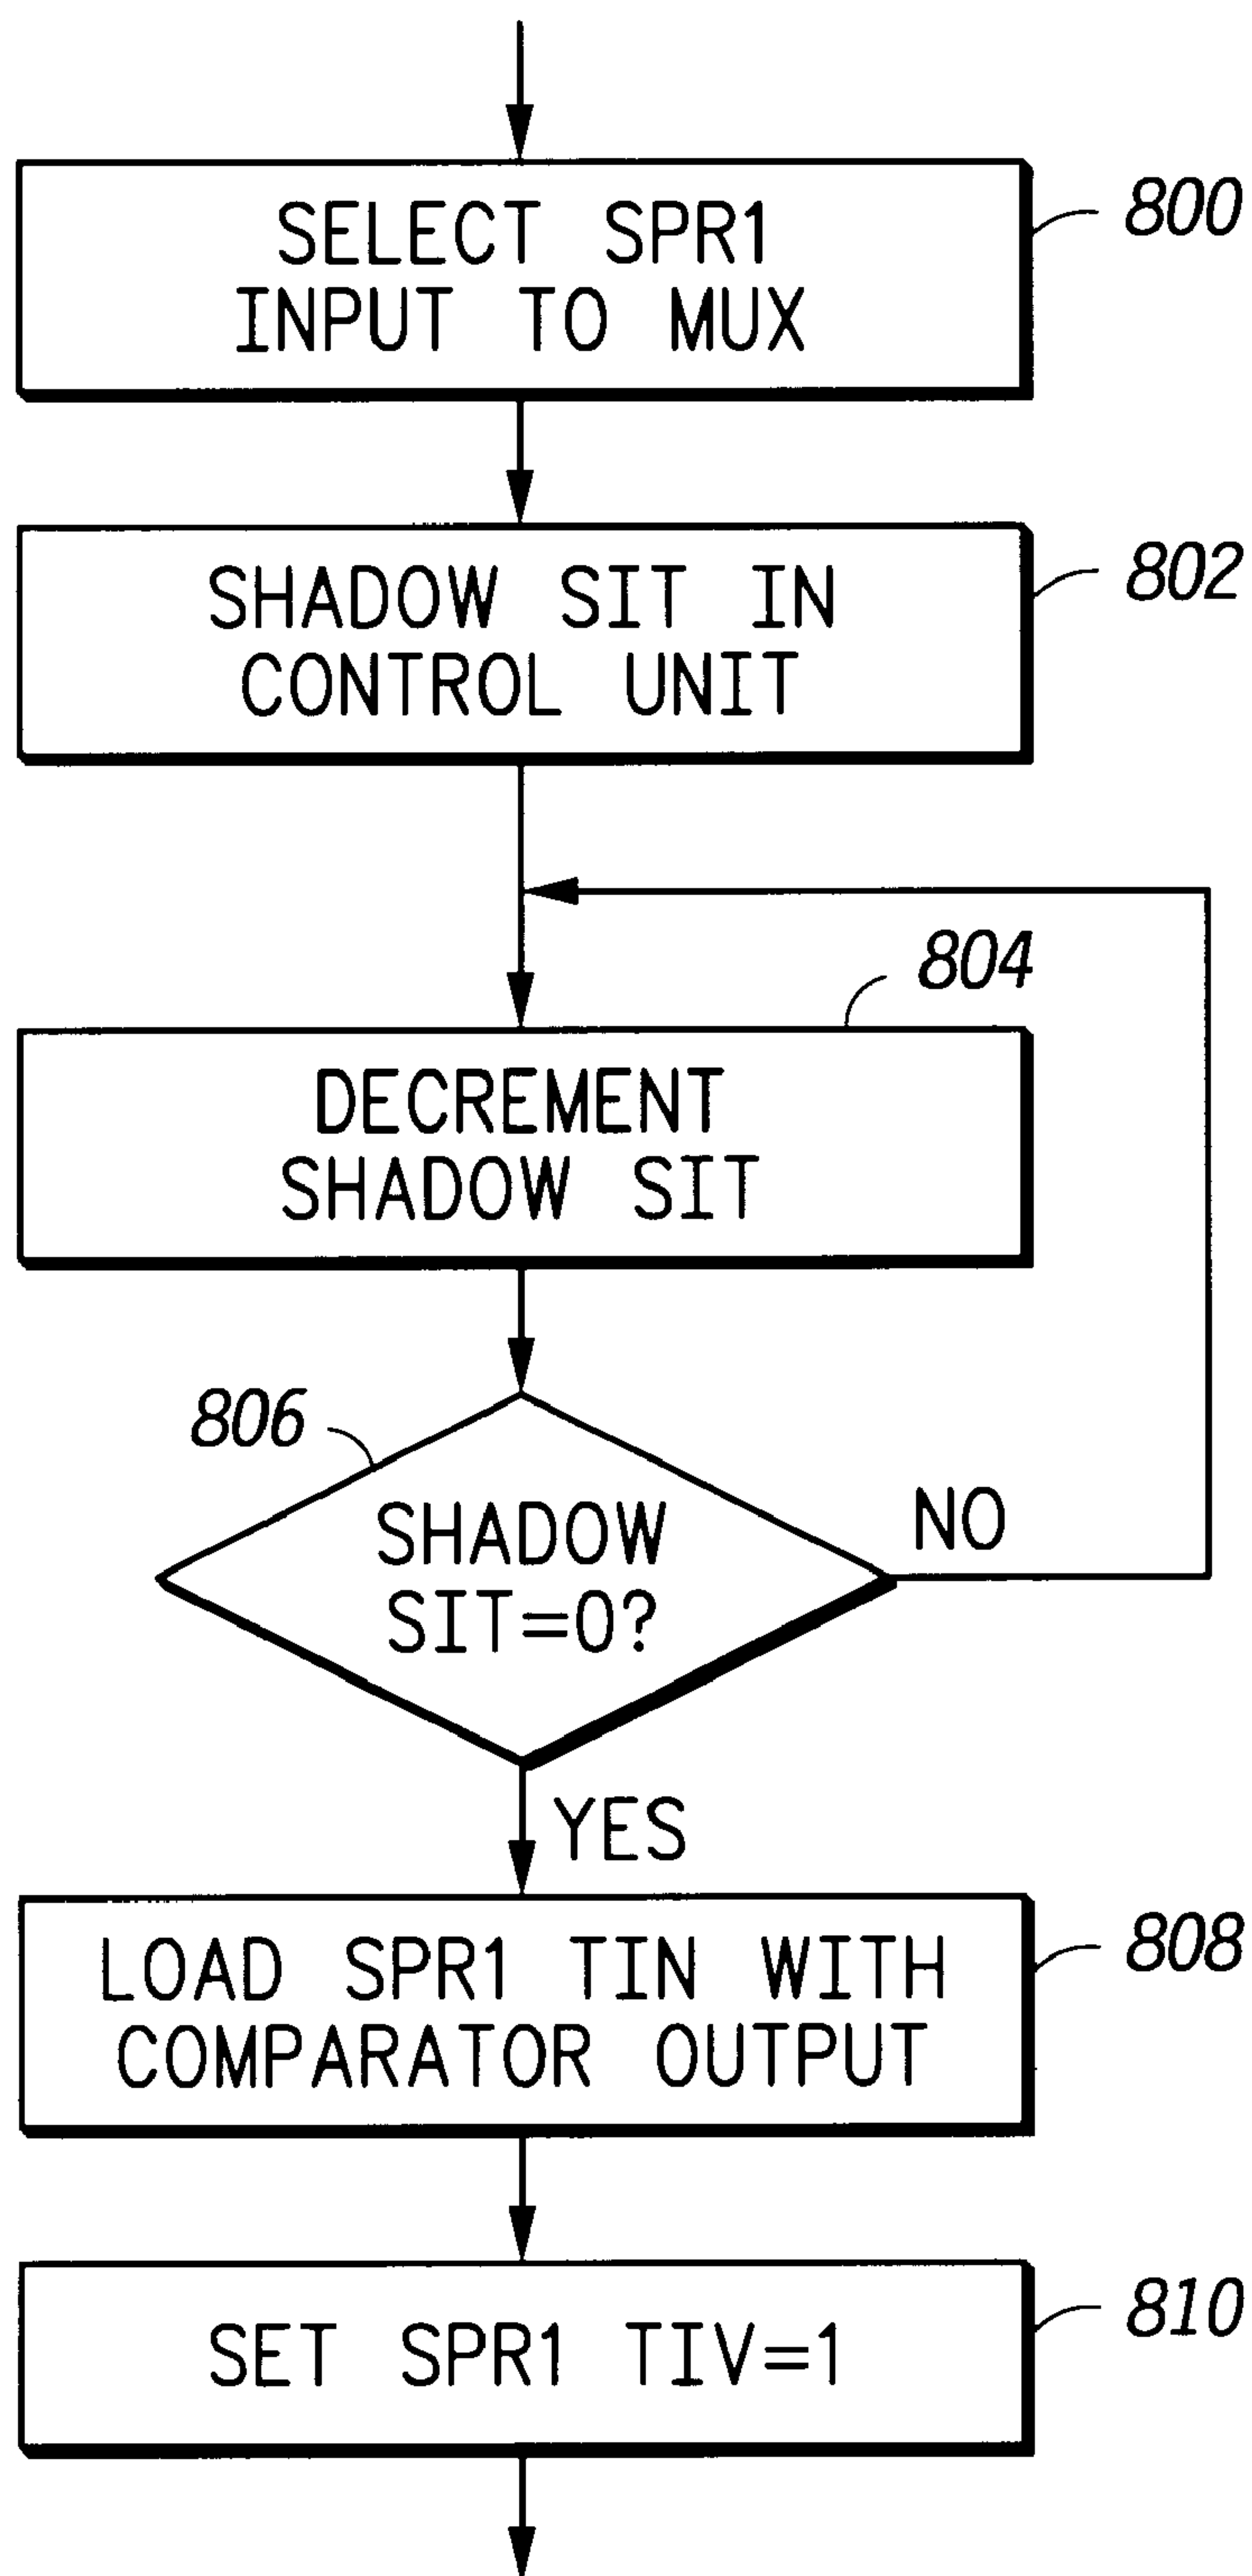 SELECT SPR1
INPUT TO MUX
800
SHADOW SIT IN
CONTROL UNIT
802
804
DECREMENT
SHADOW SIT
806
SHADOW
SIT=0?
NO
YES
LOAD SPR1 TIN WITH
COMPARATOR OUTPUT
808
SET SPR1 TIV=1
810